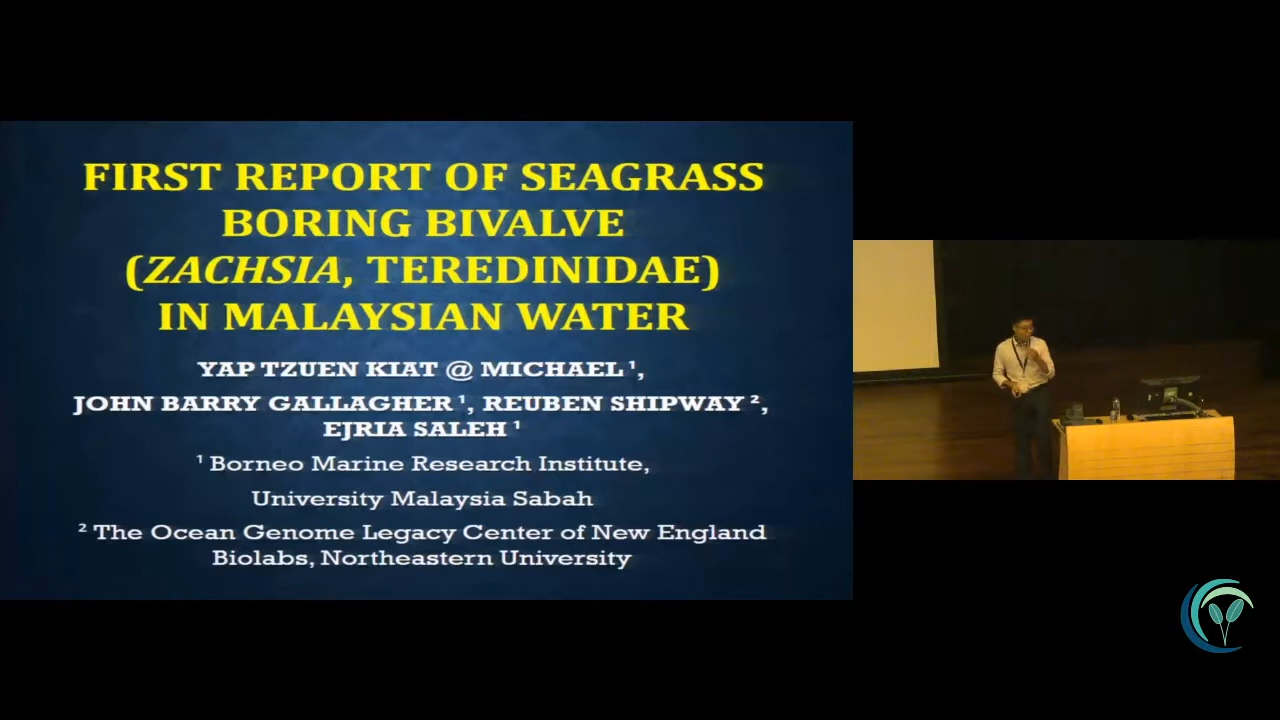 FIRST REPORT OF SEAGRASS
BORING BIVALVE
(ZACHSIA, TEREDINIDAE)
IN MALAYSIAN WATER
YAP TZUEN KIAT @ MICHAEL ¹,
JOHN BARRY GALLAGHER ¹, REUBEN SHIPWAY ²,
EJRIA SALEH ¹
¹ Borneo Marine Research Institute,
University Malaysia Sabah
² The Ocean Genome Legacy Center of New England
Biolabs, Northeastern University